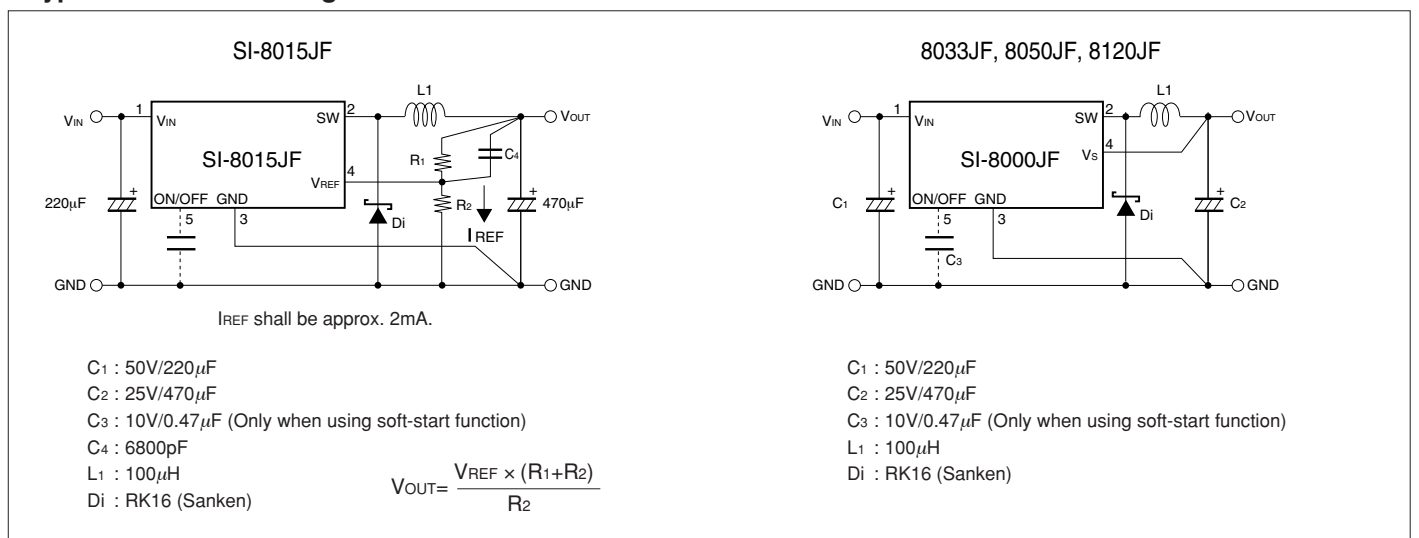 SI-8015JF
VIN
1
VIN
SW
2
L1
VOUT
SI-8015JF
R1
C4
VREF
4
220μF
+
ON/OFF
GND
5
3
Di
R2
IREF
+
470μF
GND
GND
IREF shall be approx. 2mA.
C1 : 50V/220μF
C2 : 25V/470μF
C3 : 10V/0.47μF (Only when using soft-start function)
C4 : 6800pF
L1 : 100μH
Di : RK16 (Sanken)
VOUT= VREF × (R1+R2)
R2
8033JF, 8050JF, 8120JF
VIN
1
VIN
SW
2
L1
VOUT
SI-8000JF
VS
4
C1
+
ON/OFF
GND
5
3
C3
Di
+
C2
GND
GND
C1 : 50V/220μF
C2 : 25V/470μF
C3 : 10V/0.47μF (Only when using soft-start function)
L1 : 100μH
Di : RK16 (Sanken)